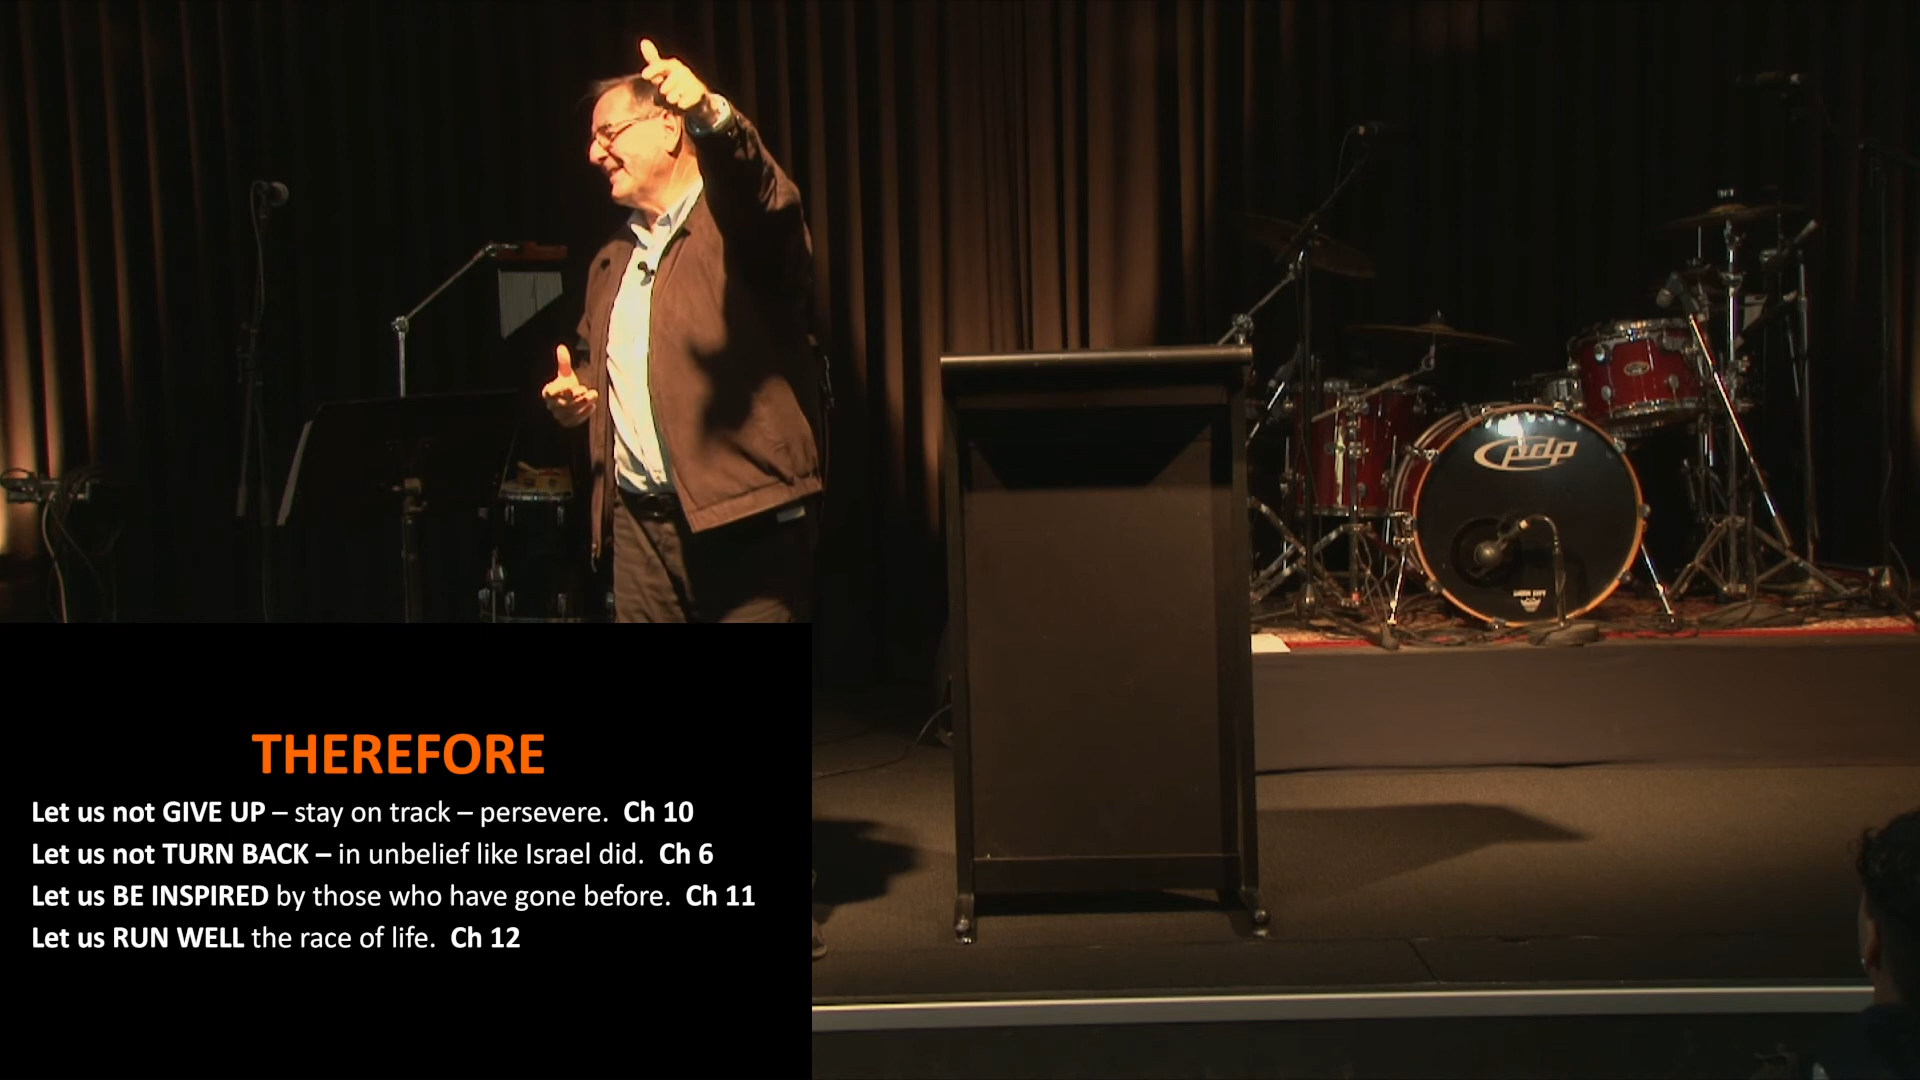 pdp
THEREFORE
Let us not GIVE UP – stay on track – persevere. Ch 10
Let us not TURN BACK – in unbelief like Israel did. Ch 6
Let us BE INSPIRED by those who have gone before. Ch 11
Let us RUN WELL the race of life. Ch 12